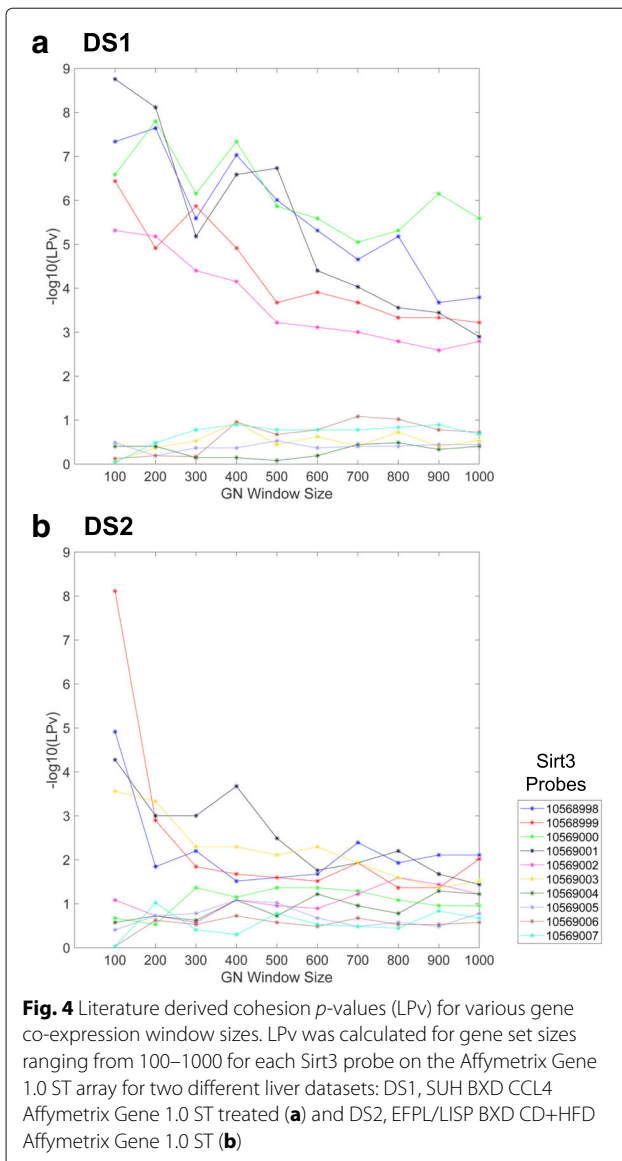 a DS1
9
8
7
6
5
4
3
2
1
0
-log10(LPv)
100 200 300 400 500 600 700 800 900 1000
GN Window Size
b DS2
9
8
7
6
5
4
3
2
1
0
-log10(LPv)
100 200 300 400 500 600 700 800 900 1000
GN Window Size
Sirt3
Probes
10568998
10568999
10569000
10569001
10569002
10569003
10569004
10569005
10569006
10569007
Fig. 4 Literature derived cohesion p-values (LPv) for various gene
co-expression window sizes. LPv was calculated for gene set sizes
ranging from 100–1000 for each Sirt3 probe on the Affymetrix Gene
1.0 ST array for two different liver datasets: DS1, SUH BXD CCL4
Affymetrix Gene 1.0 ST treated (a) and DS2, EFPL/LISP BXD CD+HFD
Affymetrix Gene 1.0 ST (b)